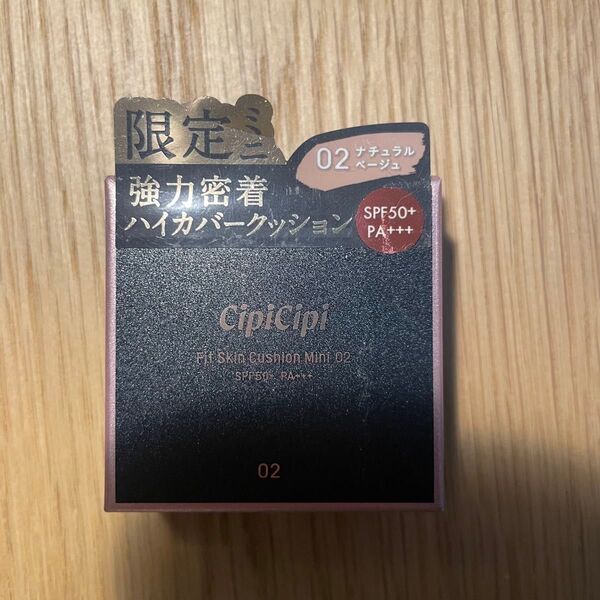 限定ミニ
02 ナチュラル
ベージュ
強力密着
ハイカバークッション
SPF50+
PA+++
CipiCipi
Fit Skin Cushion Mini 02
SPF50+ PA+++
02